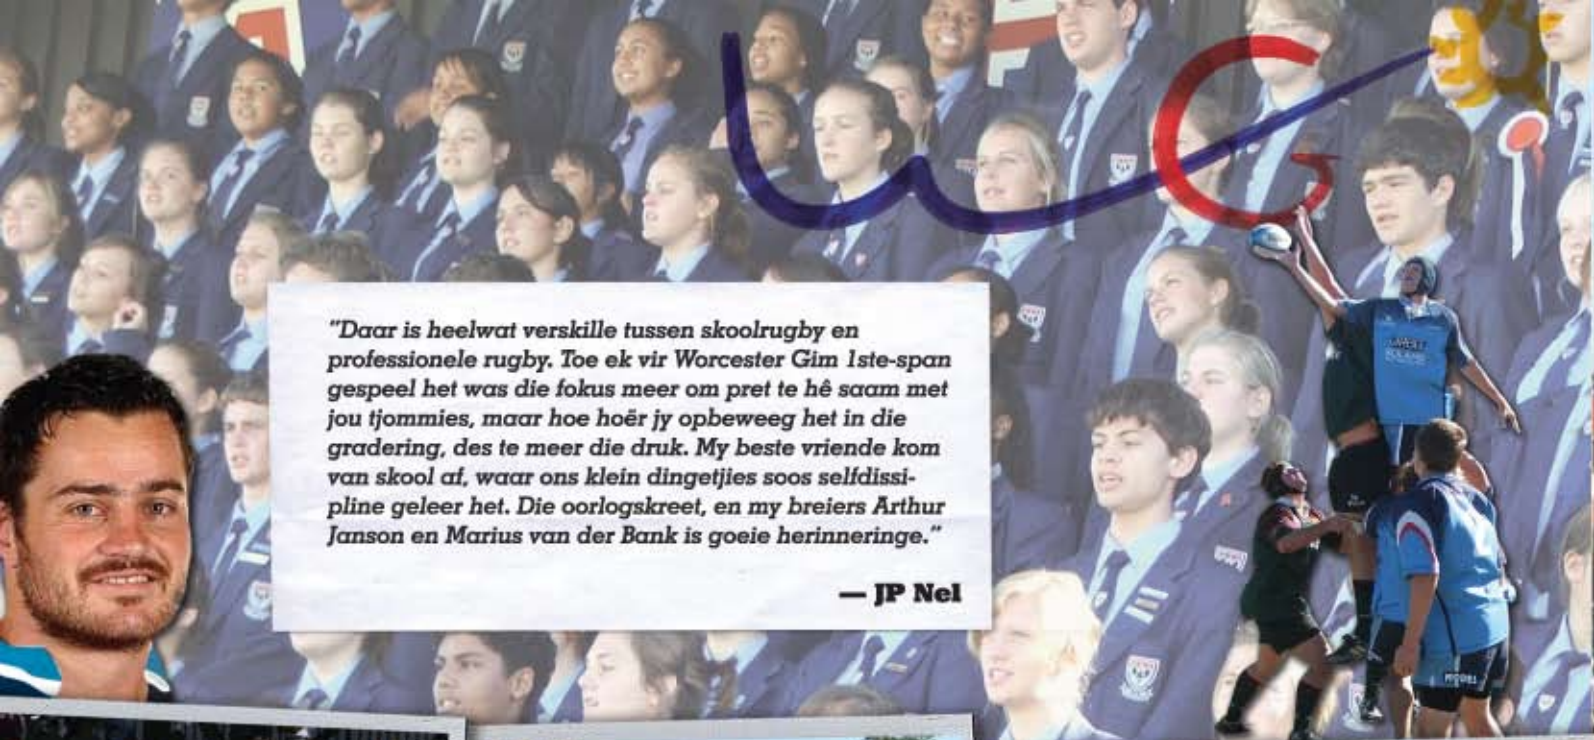 WG
"Daar is heelwat verskille tussen skoolrugby en
professionele rugby. Toe ek vir Worcester Gim 1ste-span
gespeel het was die fokus meer om pret te hê saam met
jou tjommies, maar hoe hoër jy opbeweeg het in die
gradering, des te meer die druk. My beste vriende kom
van skool af, waar ons klein dingetjies soos selfdissi-
pline geleer het. Die oorlogskreet, en my breiers Arthur
Janson en Marius van der Bank is goeie herinneringe."
— JP Nel